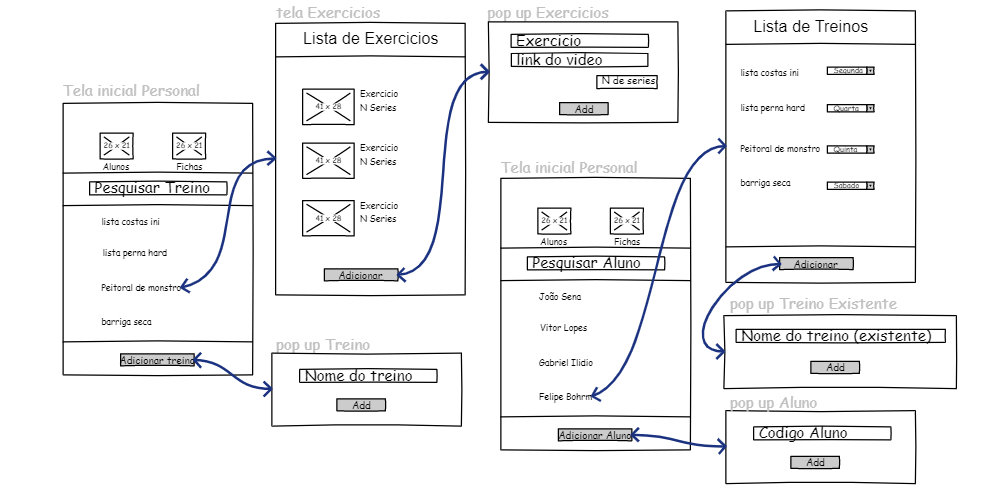 Tela inicial Personal
26 x 21
26 x 21
Alunos
Fichas
Pesquisar Treino
lista costas ini
lista perna hard
Peitoral de monstro
barriga seca
Adicionar treino
tela Exercicios
Lista de Exercicios
41 x 28
Exercicio
N Series
41 x 28
Exercicio
N Series
41 x 28
Exercicio
N Series
Adicionar
pop up Treino
Nome do treino
Add
pop up Exercicios
Exercício
link do video
N de series
Add
Tela inicial Personal
26 x 21
26 x 21
Alunos
Fichas
Pesquisar Aluno
João Sena
Vitor Lopes
Gabriel Ilidio
Felipe Bohrm
Adicionar Aluno
Lista de Treinos
lista costas ini
Segunda
lista perna hard
Quarta
Peitoral de monstro
Quinta
barriga seca
Sabado
Adicionar
pop up Treino Existente
Nome do treino (existente)
Add
pop up Aluno
Codigo Aluno
Add